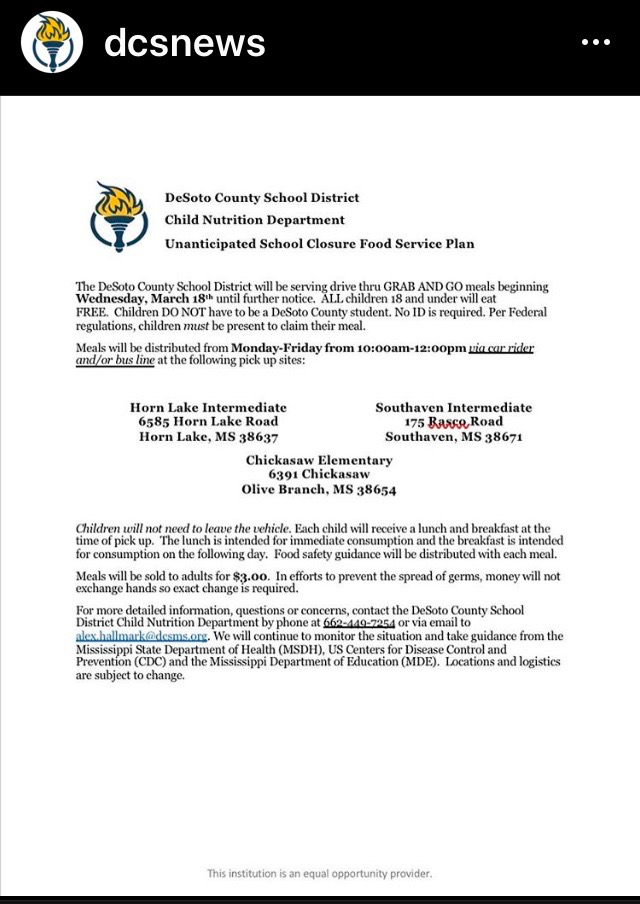 dcsnews
DeSoto County School District
Child Nutrition Department
Unanticipated School Closure Food Service Plan
The DeSoto County School District will be serving drive thru GRAB AND GO meals beginning
Wednesday, March 18th until further notice. ALL children 18 and under will eat
FREE. Children DO NOT have to be a DeSoto County student. No ID is required. Per Federal
regulations, children must be present to claim their meal.
Meals will be distributed from Monday-Friday from 10:00am-12:00pm via car rider
and/or bus line at the following pick up sites:
Horn Lake Intermediate
6585 Horn Lake Road
Horn Lake, MS 38637
Southaven Intermediate
175 Rasco Road
Southaven, MS 38671
Chickasaw Elementary
6391 Chickasaw
Olive Branch, MS 38654
Children will not need to leave the vehicle. Each child will receive a lunch and breakfast at the
time of pick up. The lunch is intended for immediate consumption and the breakfast is intended
for consumption on the following day. Food safety guidance will be distributed with each meal.
Meals will be sold to adults for $3.00. In efforts to prevent the spread of germs, money will not
exchange hands so exact change is required.
For more detailed information, questions or concerns, contact the DeSoto County School
District Child Nutrition Department by phone at 662-449-7254 or via email to
alex.hallmark@dcsms.org. We will continue to monitor the situation and take guidance from the
Mississippi State Department of Health (MSDH), US Centers for Disease Control and
Prevention (CDC) and the Mississippi Department of Education (MDE). Locations and logistics
are subject to change.
This institution is an equal opportunity provider.